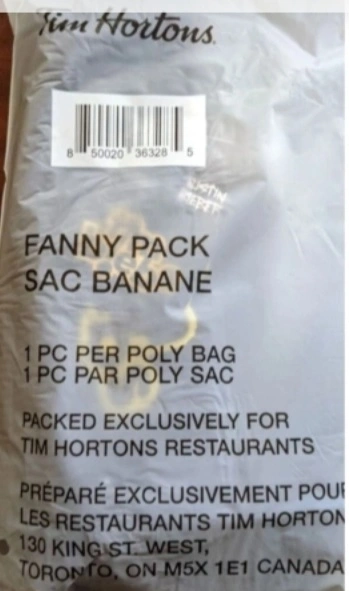 Tim Hortons.
8 50020 36328 5
FANNY PACK
SAC BANANE
1 PC PER POLY BAG
1 PC PAR POLY SAC
PACKED EXCLUSIVELY FOR
TIM HORTONS RESTAURANTS
PRÉPARÉ EXCLUSIVEMENT POU
LES RESTAURANTS TIM HORTON
130 KING ST. WEST,
TORONTO, ON M5X 1E1 CANADA